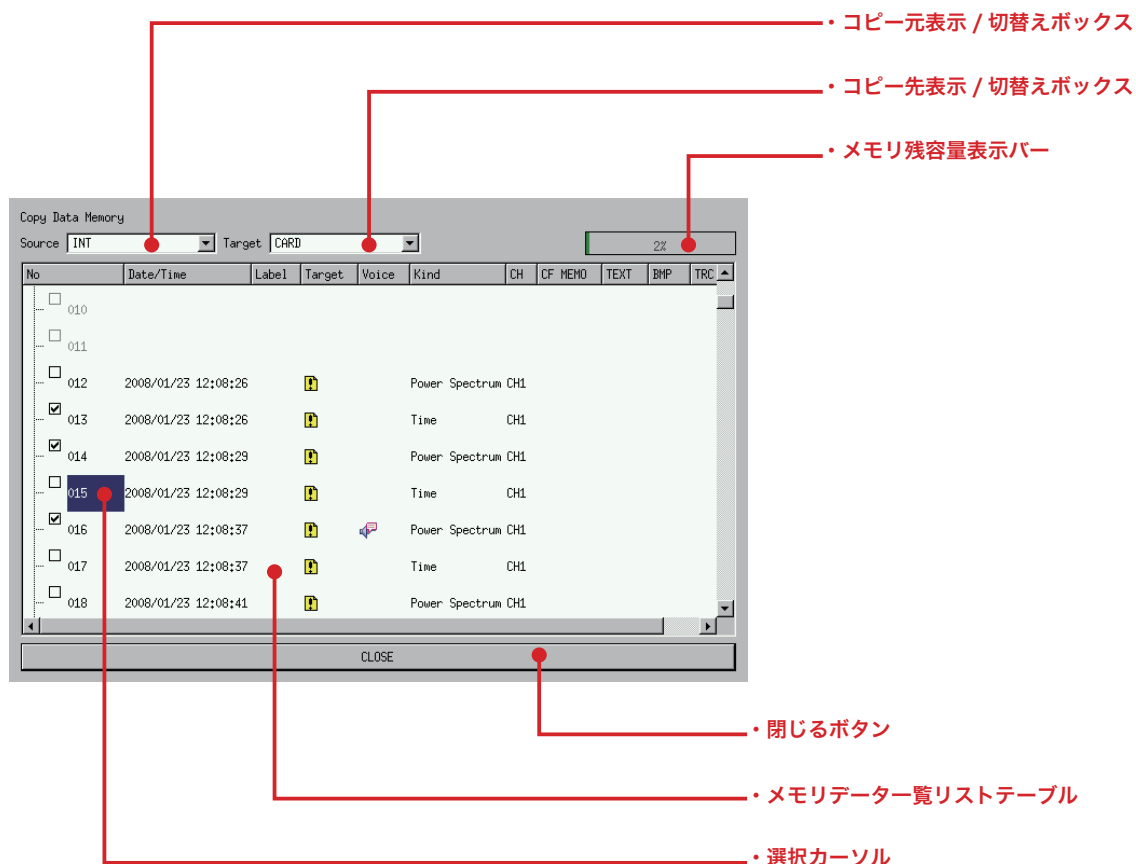 ・コピー元表示 / 切替えボックス
・コピー先表示 / 切替えボックス
・メモリ残容量表示バー
Copy Data Memory
Source INT Target CARD 2%
No Date/Time Label Target Voice Kind CH CF MEMO TEXT BMP TRC
010
011
012 2008/01/23 12:08:26 Power Spectrum CH1
013 2008/01/23 12:08:26 Time CH1
014 2008/01/23 12:08:29 Power Spectrum CH1
015 2008/01/23 12:08:29 Time CH1
016 2008/01/23 12:08:37 Power Spectrum CH1
017 2008/01/23 12:08:37 Time CH1
018 2008/01/23 12:08:41 Power Spectrum CH1
CLOSE
・閉じるボタン
・メモリデータ一覧リストテーブル
・選択カーソル